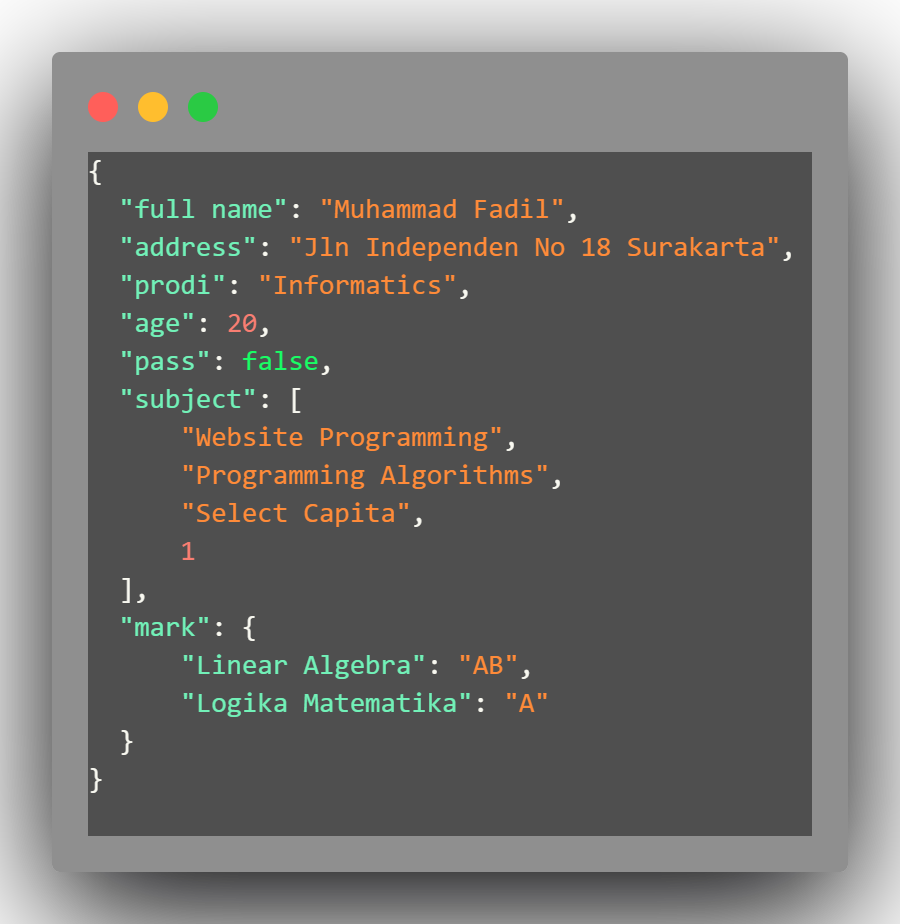 {
  "full name": "Muhammad Fadil",
  "address": "Jln Independen No 18 Surakarta",
  "prodi": "Informatics",
  "age": 20,
  "pass": false,
  "subject": [
      "Website Programming",
      "Programming Algorithms",
      "Select Capita",
      1
  ],
  "mark": {
      "Linear Algebra": "AB",
      "Logika Matematika": "A"
  }
}